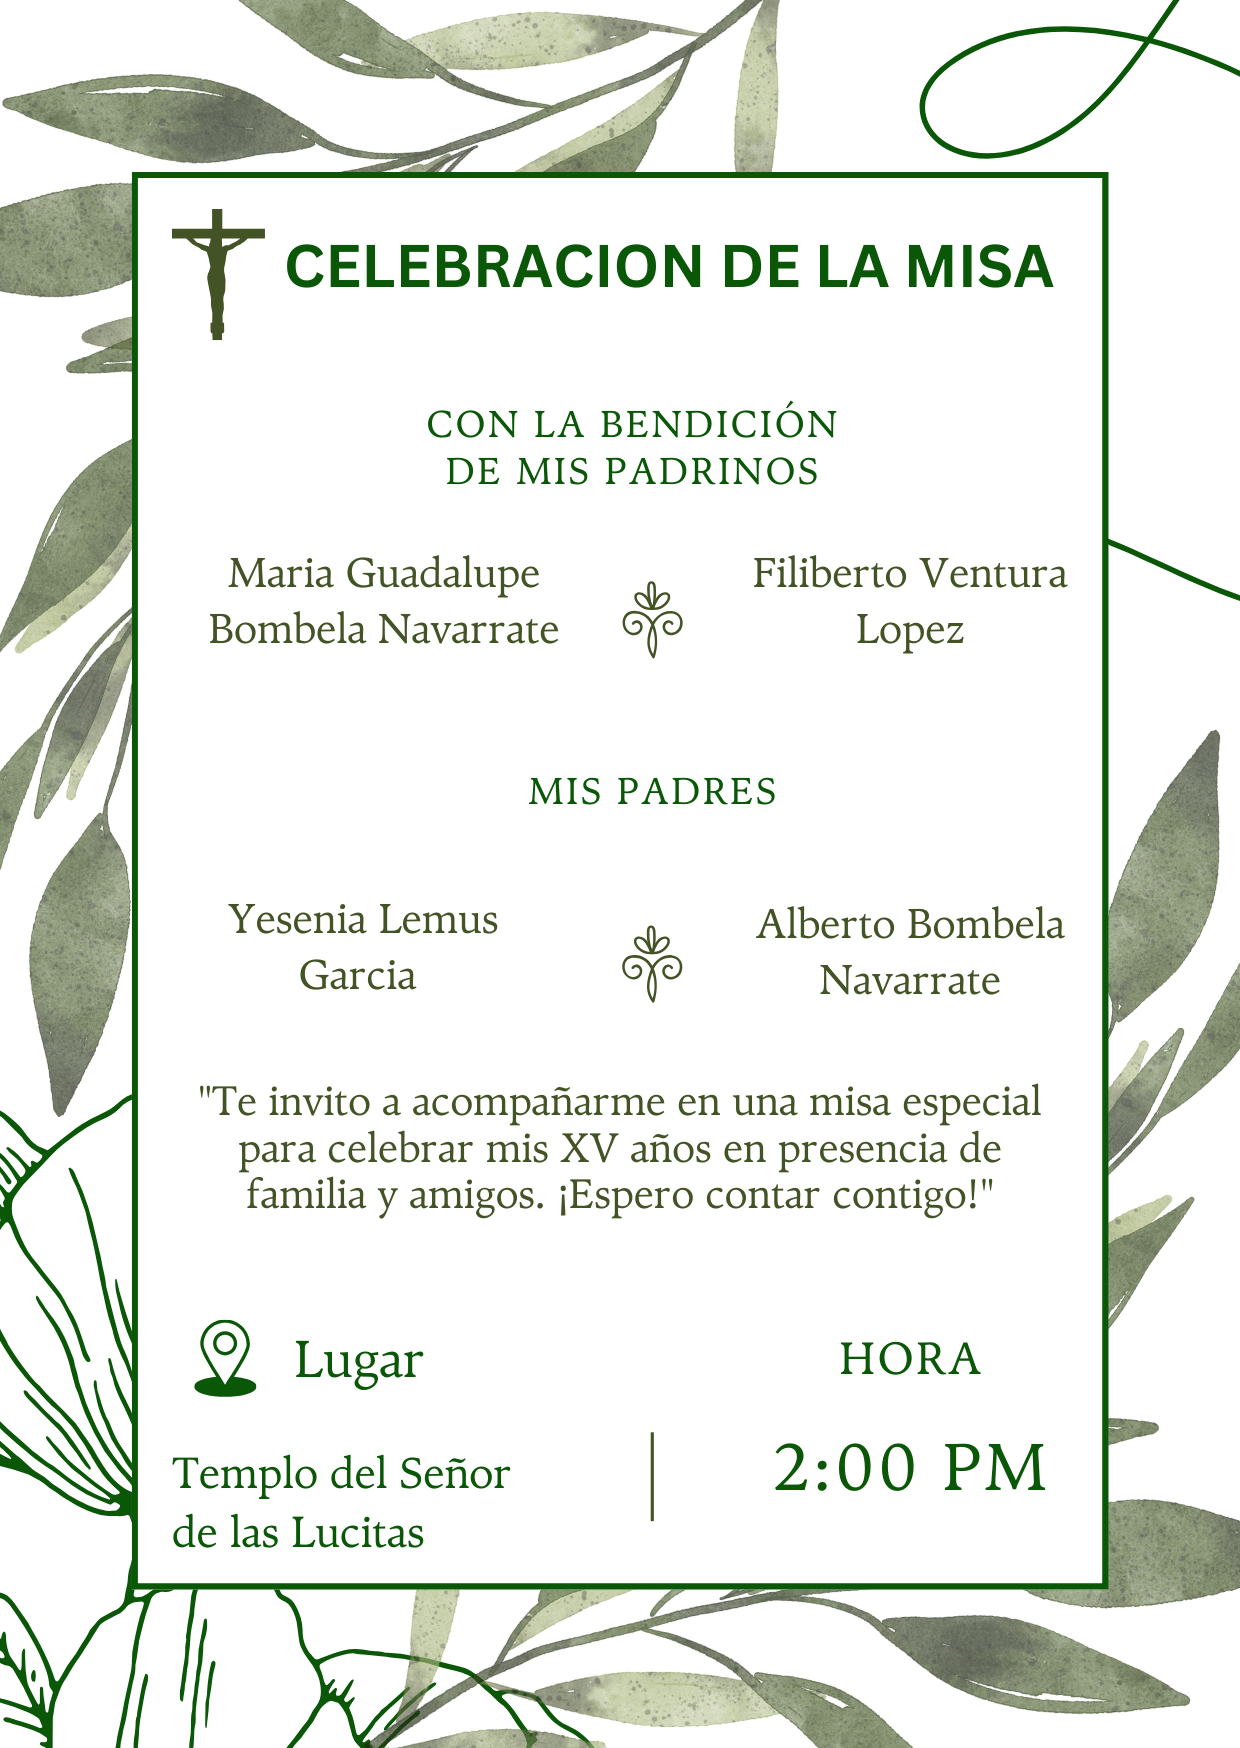 CELEBRACION DE LA MISA
CON LA BENDICIÓN
DE MIS PADRINOS
Maria Guadalupe
Bombela Navarrate
Filiberto Ventura
Lopez
MIS PADRES
Yesenia Lemus
Garcia
Alberto Bombela
Navarrate
"Te invito a acompañarme en una misa especial
para celebrar mis XV años en presencia de
familia y amigos. ¡Espero contar contigo!"
Lugar
Templo del Señor
de las Lucitas
HORA
2:00 PM